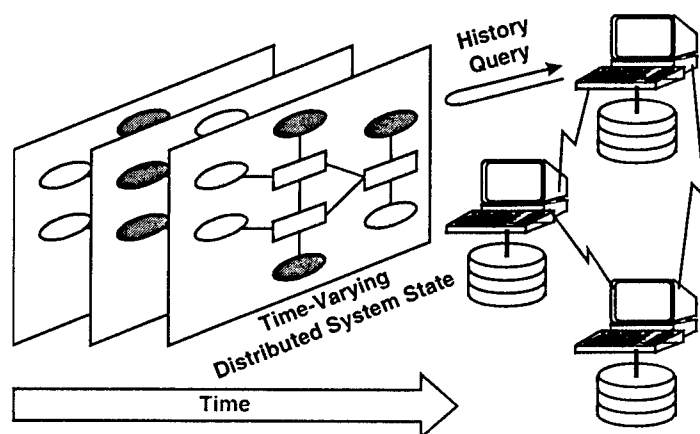 History
Query
Time-Varying
Distributed System State
Time